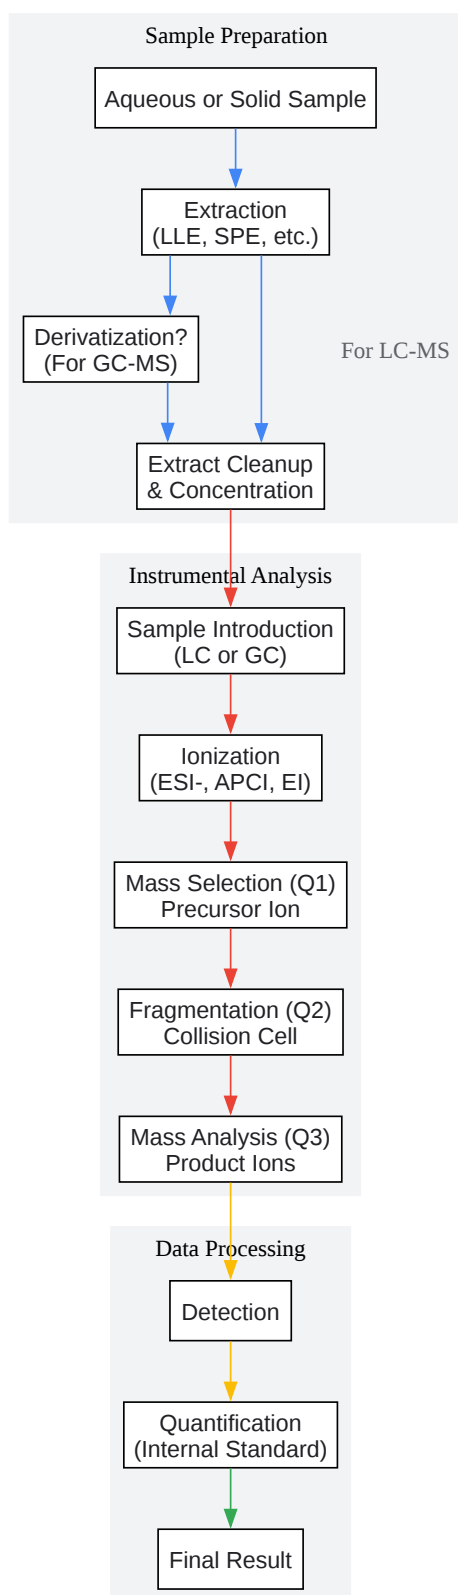 Sample Preparation
Aqueous or Solid Sample
Extraction
(LLE, SPE, etc.)
Derivatization?
(For GC-MS)
For LC-MS
Extract Cleanup
& Concentration
Instrumental Analysis
Sample Introduction
(LC or GC)
Ionization
(ESI-, APCI, EI)
Mass Selection (Q1)
Precursor Ion
Fragmentation (Q2)
Collision Cell
Mass Analysis (Q3)
Product Ions
Data Processing
Detection
Quantification
(Internal Standard)
Final Result